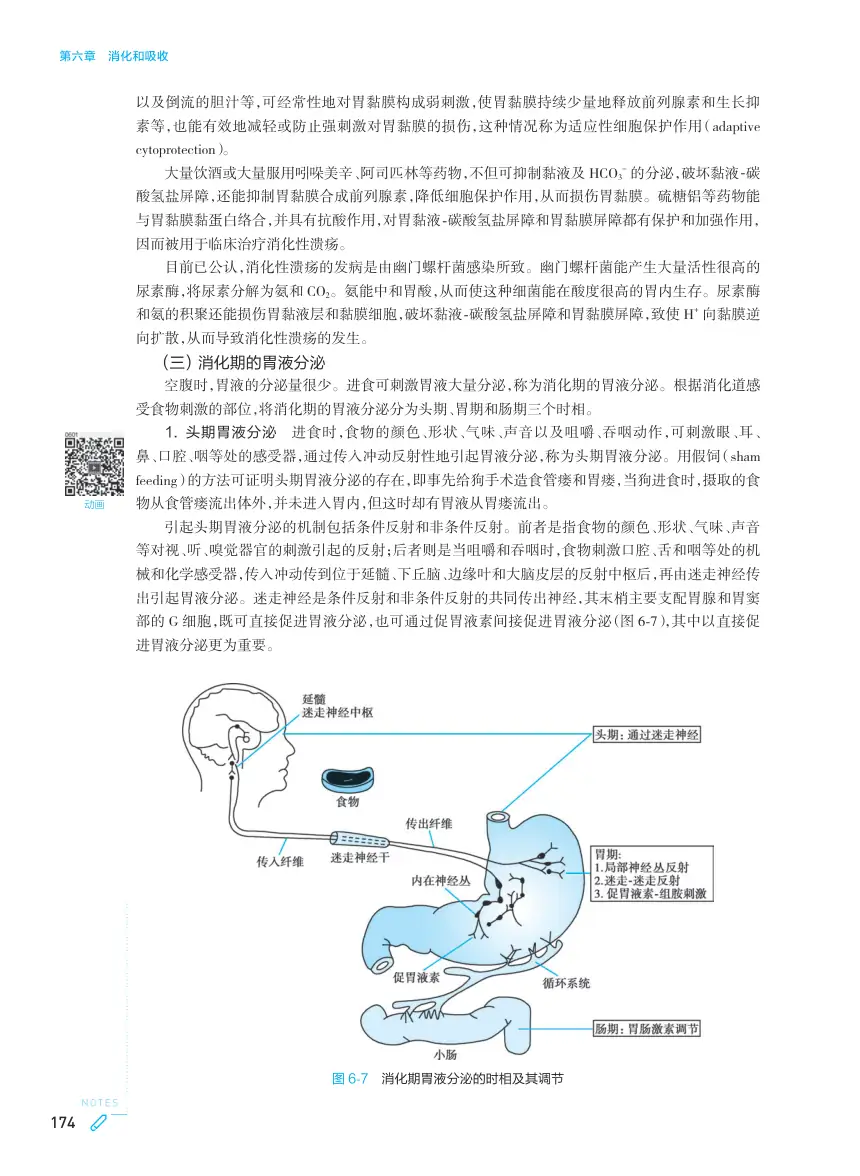 第六章 消化和吸收
以及倒流的胆汁等,可经常性地对胃黏膜构成弱刺激,使胃黏膜持续少量地释放前列腺素和生长抑
素等,也能有效地减轻或防止强刺激对胃黏膜的损伤,这种情况称为适应性细胞保护作用(adaptive
cytoprotection)。
大量饮酒或大量服用吲哚美辛、阿司匹林等药物,不但可抑制黏液及 HCO₃⁻ 的分泌,破坏黏液-碳
酸氢盐屏障,还能抑制胃黏膜合成前列腺素,降低细胞保护作用,从而损伤胃黏膜。硫糖铝等药物能
与胃黏膜黏蛋白络合,并具有抗酸作用,对胃黏液-碳酸氢盐屏障和胃黏膜屏障都有保护和加强作用,
因而被用于临床治疗消化性溃疡。
目前已公认,消化性溃疡的发病是由幽门螺杆菌感染所致。幽门螺杆菌能产生大量活性很高的
尿素酶,将尿素分解为氨和 CO₂。氨能中和胃酸,从而使这种细菌能在酸度很高的胃内生存。尿素酶
和氨的积聚还能损伤胃黏液层和黏膜细胞,破坏黏液-碳酸氢盐屏障和胃黏膜屏障,致使 H⁺ 向黏膜逆
向扩散,从而导致消化性溃疡的发生。
(三)消化期的胃液分泌
空腹时,胃液的分泌量很少。进食可刺激胃液大量分泌,称为消化期的胃液分泌。根据消化道感
受食物刺激的部位,将消化期的胃液分泌分为头期、胃期和肠期三个时相。
1. 头期胃液分泌 进食时,食物的颜色、形状、气味、声音以及咀嚼、吞咽动作,可刺激眼、耳、
鼻、口腔、咽等处的感受器,通过传入冲动反射性地引起胃液分泌,称为头期胃液分泌。用假饲(sham
feeding)的方法可证明头期胃液分泌的存在,即事先给狗手术造食管瘘和胃瘘,当狗进食时,摄取的食
物从食管瘘流出体外,并未进入胃内,但这时却有胃液从胃瘘流出。
0601
动画
引起头期胃液分泌的机制包括条件反射和非条件反射。前者是指食物的颜色、形状、气味、声音
等对视、听、嗅觉器官的刺激引起的反射;后者则是当咀嚼和吞咽时,食物刺激口腔、舌和咽等处的机
械和化学感受器,传入冲动传到位于延髓、下丘脑、边缘叶和大脑皮层的反射中枢后,再由迷走神经传
出引起胃液分泌。迷走神经是条件反射和非条件反射的共同传出神经,其末梢主要支配胃腺和胃窦
部的 G 细胞,既可直接促进胃液分泌,也可通过促胃液素间接促进胃液分泌(图 6-7),其中以直接促
进胃液分泌更为重要。
延髓
迷走神经中枢
头期:通过迷走神经
食物
传出纤维
传入纤维
迷走神经干
胃期:
1.局部神经丛反射
2.迷走-迷走反射
3. 促胃液素-组胺刺激
内在神经丛
促胃液素
循环系统
肠期:胃肠激素调节
小肠
图 6-7 消化期胃液分泌的时相及其调节
NOTES
174